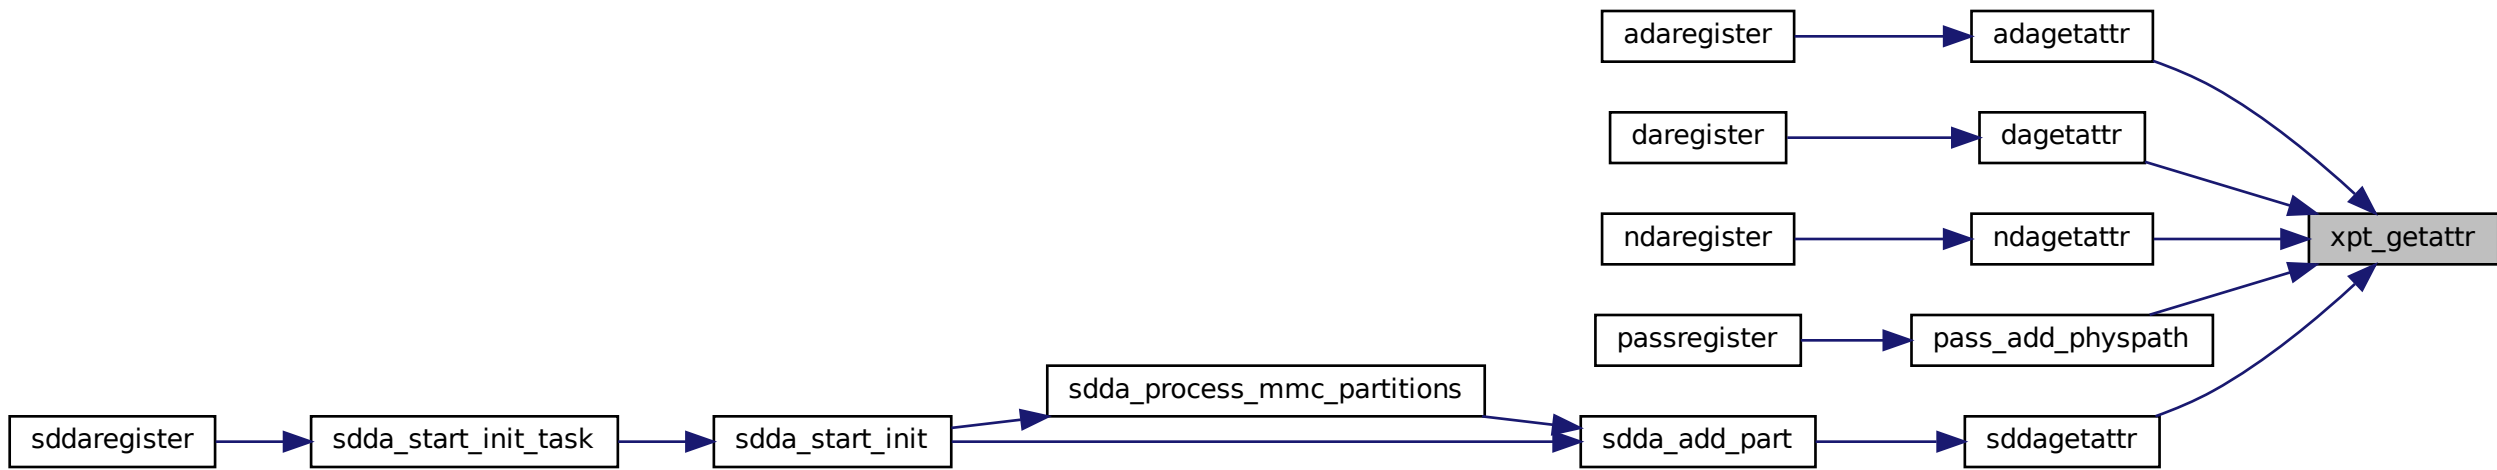 adaregister
adagetattr
daregister
dagetattr
ndaregister
ndagetattr
xpt_getattr
passregister
pass_add_physpath
sdda_process_mmc_partitions
sddaregister
sdda_start_init_task
sdda_start_init
sdda_add_part
sddagetattr